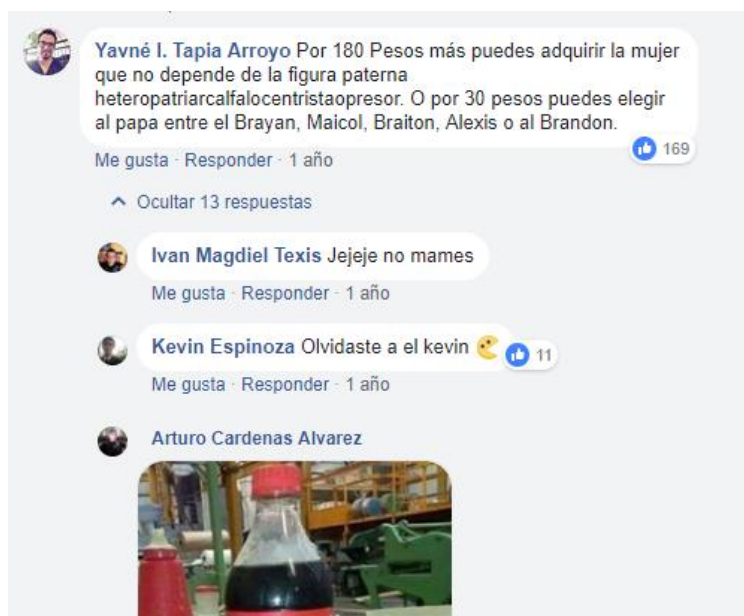 Yavné I. Tapia Arroyo Por 180 Pesos más puedes adquirir la mujer
que no depende de la figura paterna
heteropatriarcalfalocentristaopresor. O por 30 pesos puedes elegir
al papa entre el Brayan, Maicol, Braiton, Alexis o al Brandon.
169
Me gusta · Responder · 1 año
Ocultar 13 respuestas
Ivan Magdiel Texis Jejeje no mames
Me gusta · Responder · 1 año
Kevin Espinoza Olvidaste a el kevin
11
Me gusta · Responder · 1 año
Arturo Cardenas Alvarez